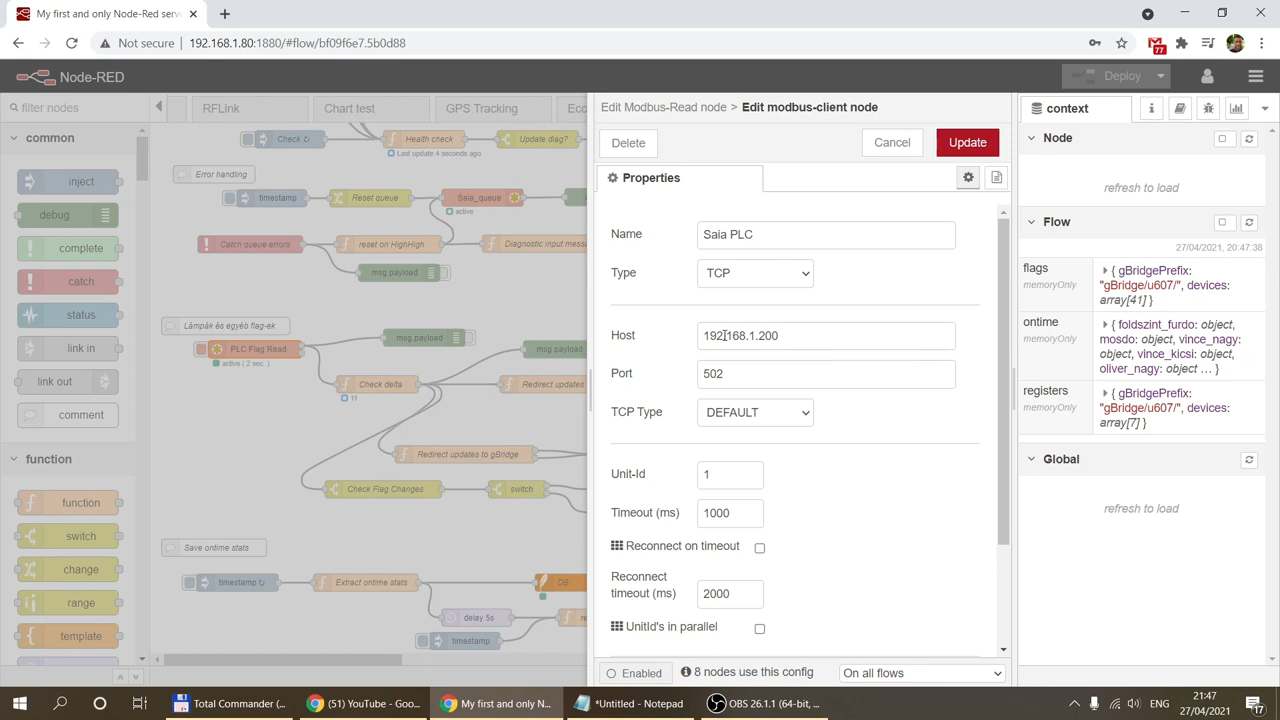 My first and only Node-Red serve
Not secure
192.168.1.80:1880/#flow/bf09f6e7.5b0d88
77
Node-RED
Deploy
filter nodes
RFLink
Chart test
GPS Tracking
Eco
Edit Modbus-Read node > Edit modbus-client node
context
i
Delete
Cancel
Update
Properties
common
inject
debug
complete
catch
status
link in
link out
comment
function
function
switch
change
range
template
Check ↻
Health check
Last update 4 seconds ago
Update diag?
Error handling
timestamp
Reset queue
Saia_queue
active
Catch queue errors
reset on HighHigh
Diagnostic input messa
msg.payload
Lámpák és egyéb flag-ek
msg.payload
PLC Flag Read
active ( 2 sec. )
msg.payload
Check delta
11
Redirect updates
Redirect updates to gBridge
Check Flag Changes
switch
Save ontime stats
timestamp ↻
Extract ontime stats
DB
delay 5s
re
timestamp
Name
Saia PLC
Type
TCP
Host
192.168.1.200
Port
502
TCP Type
DEFAULT
Unit-Id
1
Timeout (ms)
1000
Reconnect on timeout
Reconnect
timeout (ms)
2000
UnitId's in parallel
Enabled
8 nodes use this config
On all flows
Node
refresh to load
Flow
27/04/2021, 20:47:38
flags
memoryOnly
{ gBridgePrefix:
"gBridge/u607/", devices:
array[41] }
ontime
memoryOnly
{ foldszint_furdo: object,
mosdo: object, vince_nagy:
object, vince_kicsi: object,
oliver_nagy: object … }
registers
memoryOnly
{ gBridgePrefix:
"gBridge/u607/", devices:
array[7] }
Global
refresh to load
Total Commander (...
(51) YouTube - Goo...
My first and only No...
*Untitled - Notepad
OBS 26.1.1 (64-bit, ...
ENG
21:47
27/04/2021
17